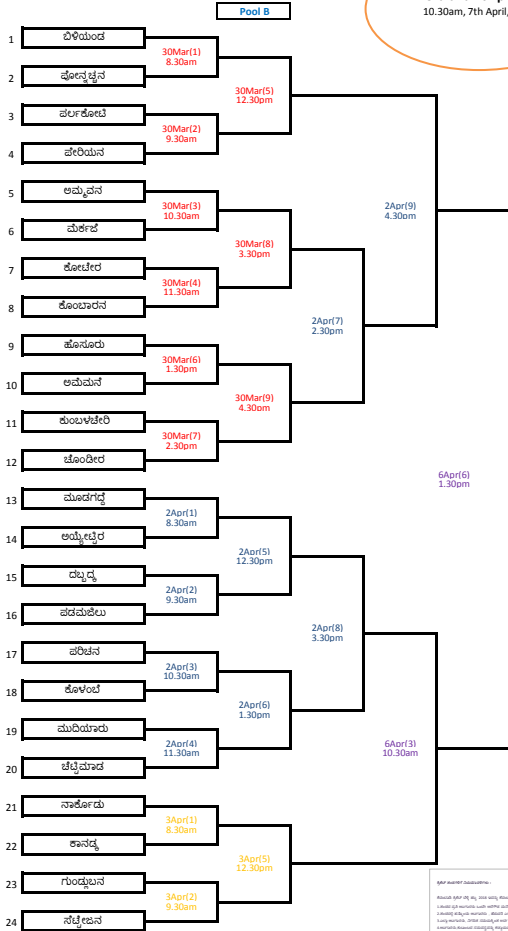 Pool B
10.30am, 7th April,
1 ಬಿಳಿಯಂಡ
30Mar(1)
8.30am
2 ಪೋನ್ನಚ್ಚನ
30Mar(5)
12.30pm
3 ಪರ್ಲಕೋಟಿ
30Mar(2)
9.30am
4 ಪೇರಿಯನ
5 ಅಮ್ಮವನ
30Mar(3)
10.30am
2Apr(9)
4.30pm
6 ಮೆರ್ಕಜೆ
30Mar(8)
3.30pm
7 ಕೋಟೇರ
30Mar(4)
11.30am
8 ಕೊಂಬಾರನ
2Apr(7)
2.30pm
9 ಹೊಸೂರು
30Mar(6)
1.30pm
10 ಅಮೆಮನೆ
30Mar(9)
4.30pm
11 ಕುಂಬಳಚೇರಿ
30Mar(7)
2.30pm
12 ಚೊಂಡೀರ
6Apr(6)
1.30pm
13 ಮೂಡಗದ್ದೆ
2Apr(1)
8.30am
14 ಅಯ್ಯೇಟ್ಟಿರ
2Apr(5)
12.30pm
15 ದಬ್ಬಡ್ಕ
2Apr(2)
9.30am
16 ಪಡಮಜಲು
2Apr(8)
3.30pm
17 ಪರಿಚನ
2Apr(3)
10.30am
18 ಕೊಳಂಬೆ
2Apr(6)
1.30pm
19 ಮುದಿಯಾರು
2Apr(4)
11.30am
6Apr(3)
10.30am
20 ಚೆಟ್ಟಿಮಾಡ
21 ನಾರ್ಕೋಡು
3Apr(1)
8.30am
22 ಕಾನಡ್ಕ
3Apr(5)
12.30pm
23 ಗುಂಡ್ಲುಬನ
3Apr(2)
9.30am
24 ಸೆಟ್ಟೇಜನ